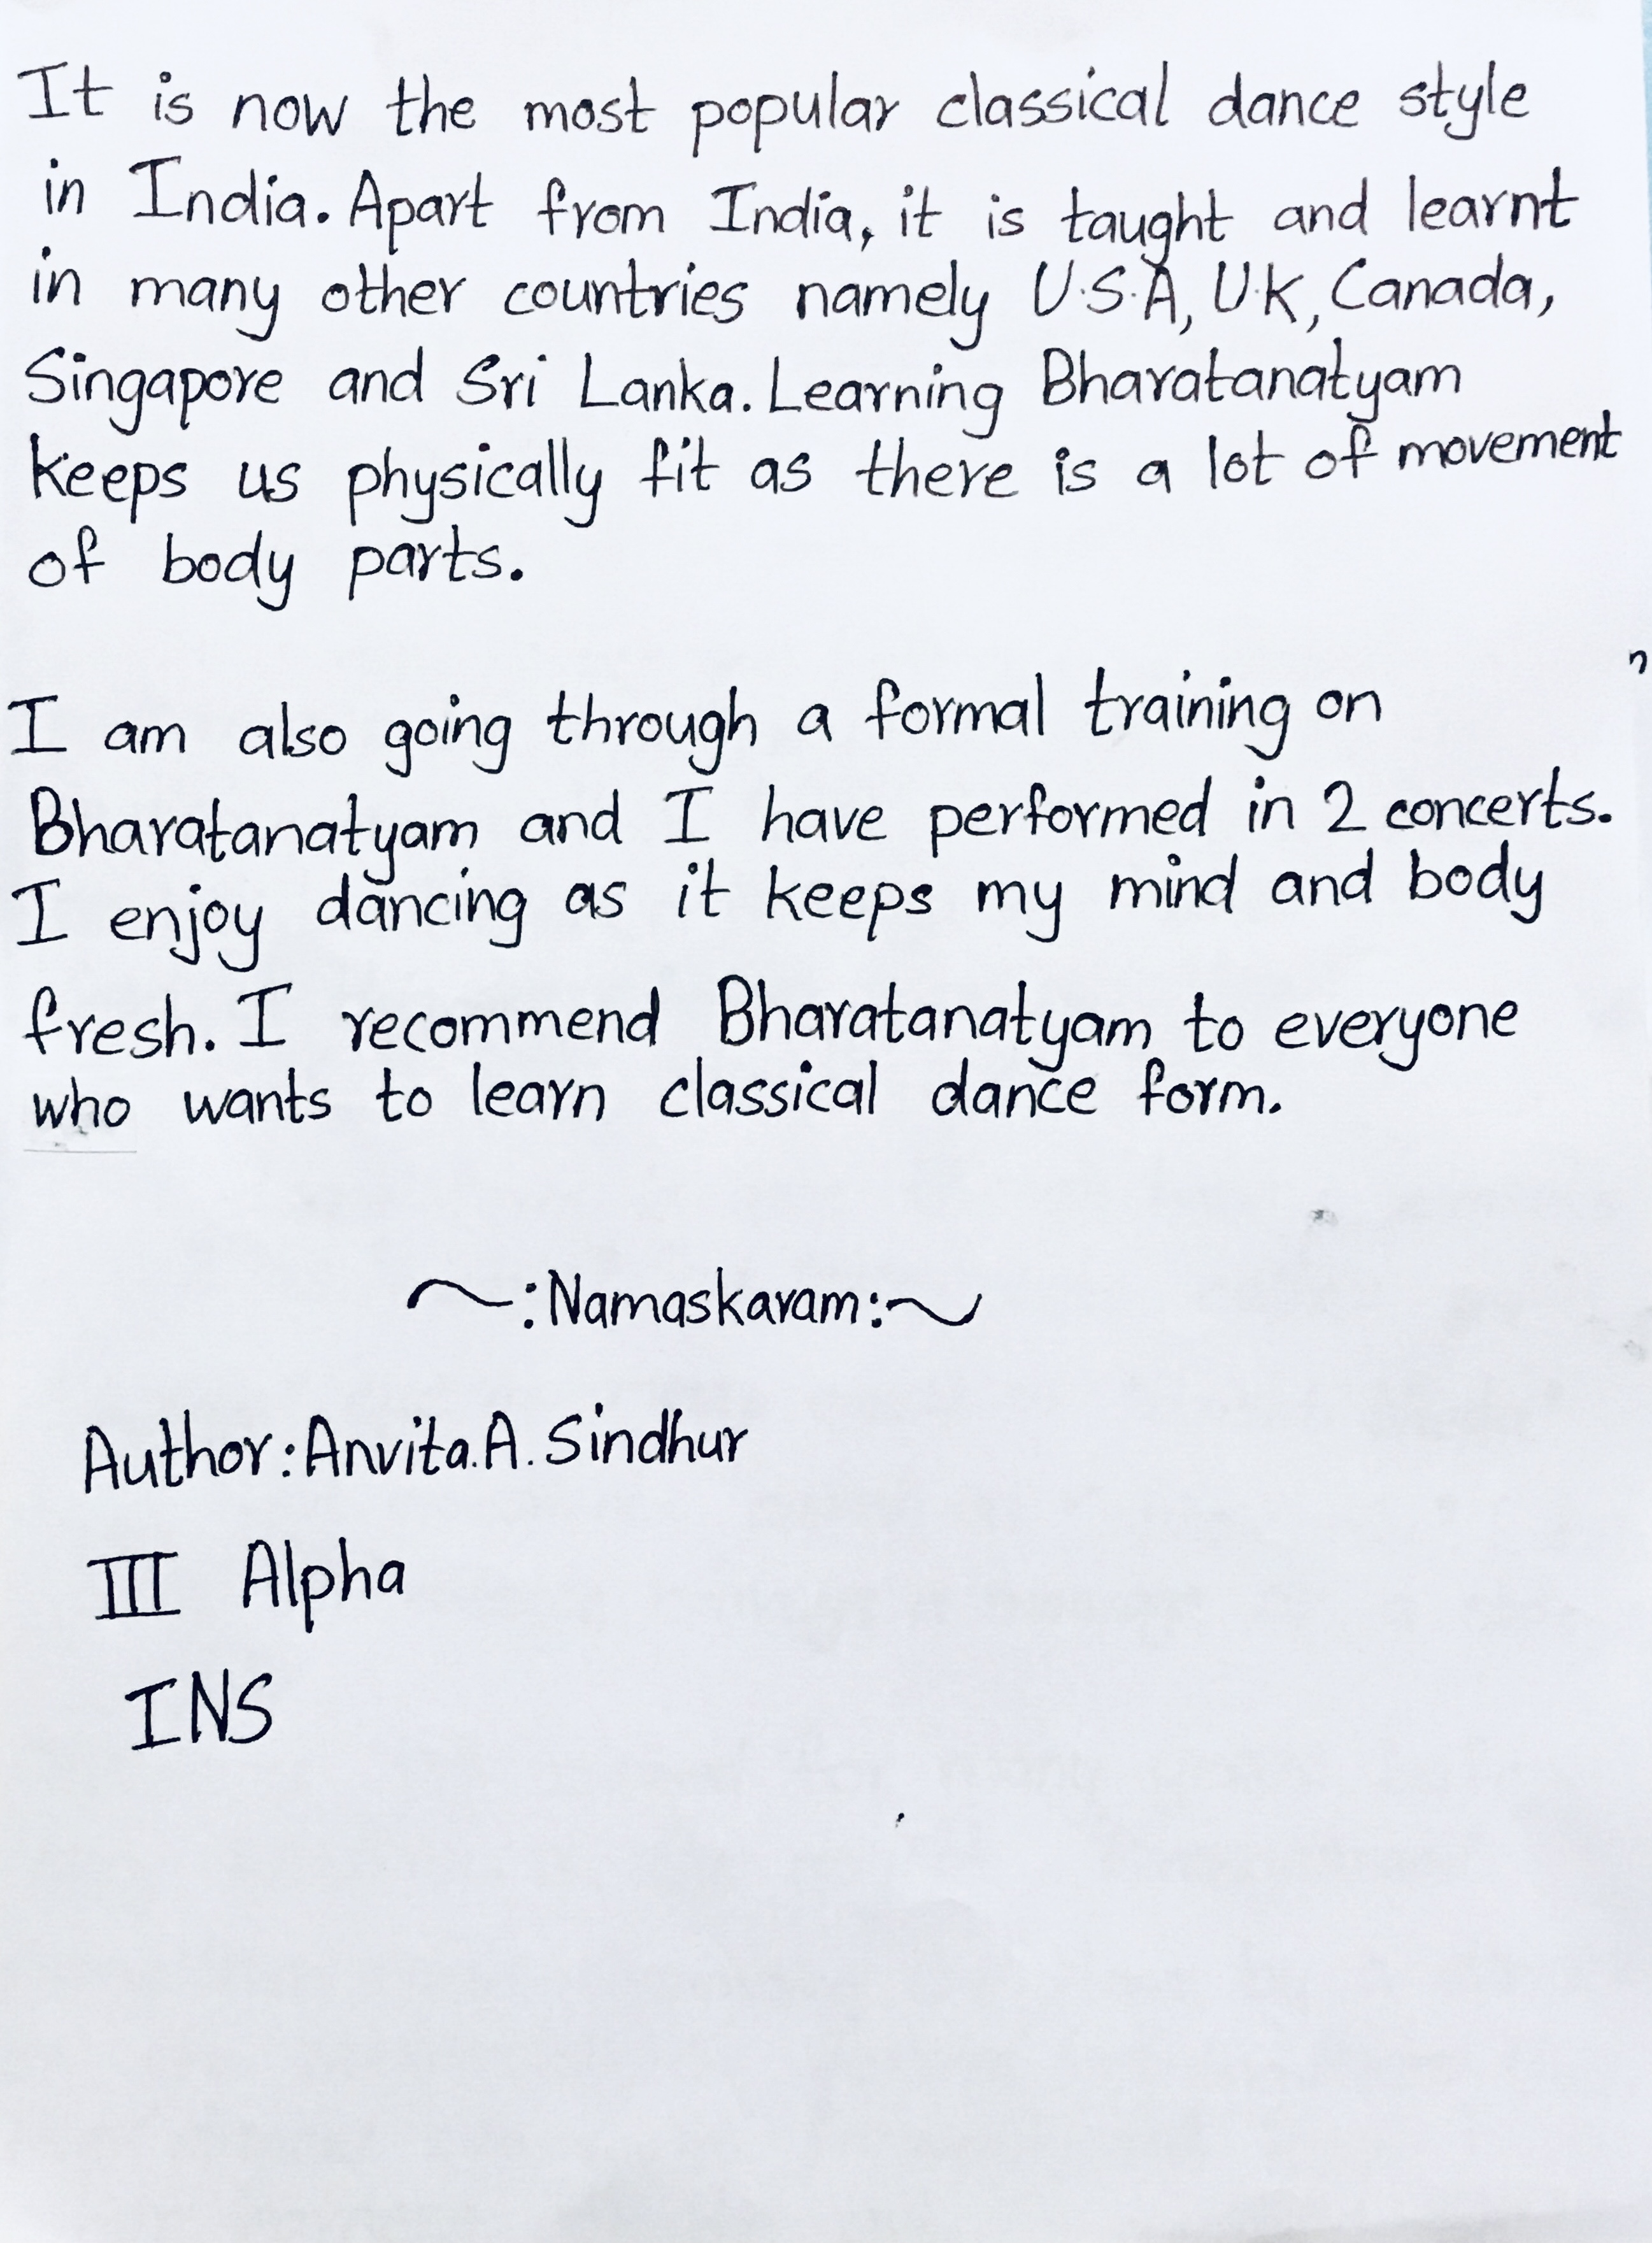 It is now the most popular classical dance style
in India. Apart from India, it is taught and learnt
in many other countries namely U.S.A, U.K, Canada,
Singapore and Sri Lanka. Learning Bharatanatyam
keeps us physically fit as there is a lot of movement
of body parts.
I am also going through a formal training on
Bharatanatyam and I have performed in 2 concerts.
I enjoy dancing as it keeps my mind and body
fresh. I recommend Bharatanatyam to everyone
who wants to learn classical dance form.
~:Namaskaram:~
Author: Anvita.A. Sindhur
III Alpha
INS